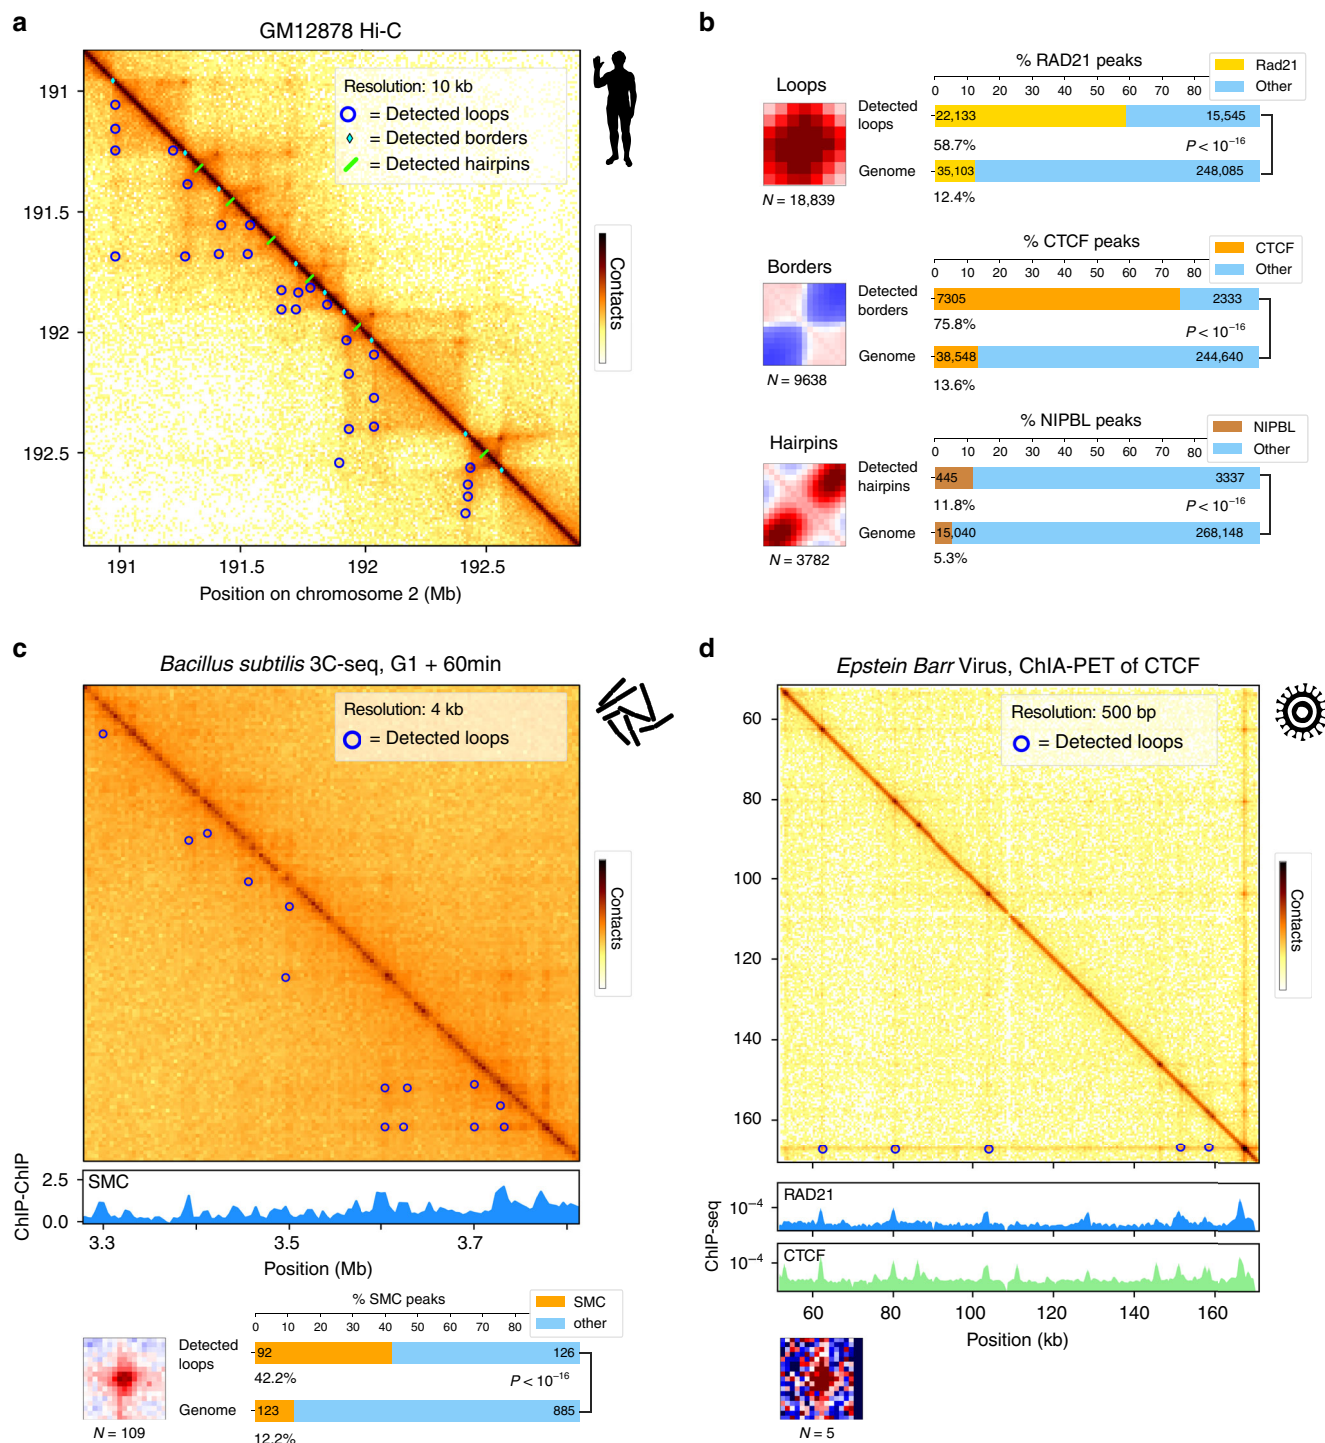 a
GM12878 Hi-C
Resolution: 10 kb
= Detected loops
= Detected borders
= Detected hairpins
191
191.5
192
192.5
Contacts
191 191.5 192 192.5
Position on chromosome 2 (Mb)
b
Loops
N = 18,839
% RAD21 peaks
Rad21
Other
0 10 20 30 40 50 60 70 80
Detected
loops
22,133 15,545
58.7%
P < 10−16
Genome
35,103 248,085
12.4%
Borders
N = 9638
% CTCF peaks
CTCF
Other
0 10 20 30 40 50 60 70 80
Detected
borders
7305 2333
75.8%
P < 10−16
Genome
38,548 244,640
13.6%
Hairpins
N = 3782
% NIPBL peaks
NIPBL
Other
0 10 20 30 40 50 60 70 80
Detected
hairpins
445 3337
11.8%
P < 10−16
Genome
15,040 268,148
5.3%
c
Bacillus subtilis 3C-seq, G1 + 60min
Resolution: 4 kb
= Detected loops
Contacts
ChIP-ChIP
2.5
0.0
SMC
3.3 3.5 3.7
Position (Mb)
% SMC peaks
SMC
other
0 10 20 30 40 50 60 70 80
Detected
loops
92 126
42.2%
P < 10−16
Genome
123 885
12.2%
N = 109
d
Epstein Barr Virus, ChIA-PET of CTCF
Resolution: 500 bp
= Detected loops
60
80
100
120
140
160
Contacts
ChIP-seq
10−4
RAD21
10−4
CTCF
60 80 100 120 140 160
Position (kb)
N = 5